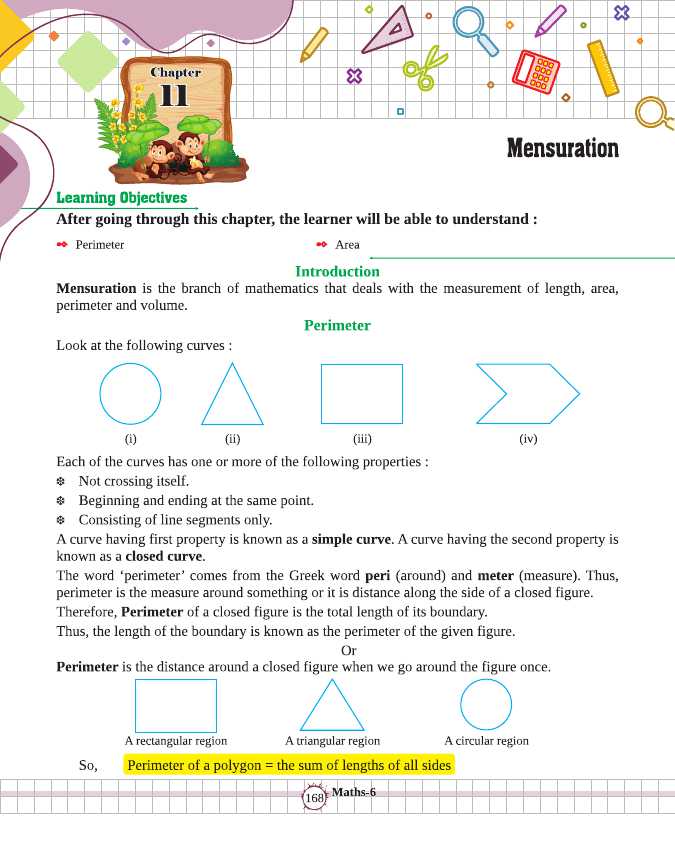 Chapter
11
Mensuration
Learning Objectives
After going through this chapter, the learner will be able to understand :
Perimeter
Area
Introduction
Mensuration is the branch of mathematics that deals with the measurement of length, area,
perimeter and volume.
Perimeter
Look at the following curves :
(i) (ii) (iii) (iv)
Each of the curves has one or more of the following properties :
Not crossing itself.
Beginning and ending at the same point.
Consisting of line segments only.
A curve having first property is known as a simple curve. A curve having the second property is
known as a closed curve.
The word ‘perimeter’ comes from the Greek word peri (around) and meter (measure). Thus,
perimeter is the measure around something or it is distance along the side of a closed figure.
Therefore, Perimeter of a closed figure is the total length of its boundary.
Thus, the length of the boundary is known as the perimeter of the given figure.
Or
Perimeter is the distance around a closed figure when we go around the figure once.
A rectangular region A triangular region A circular region
So, Perimeter of a polygon = the sum of lengths of all sides
168 Maths-6